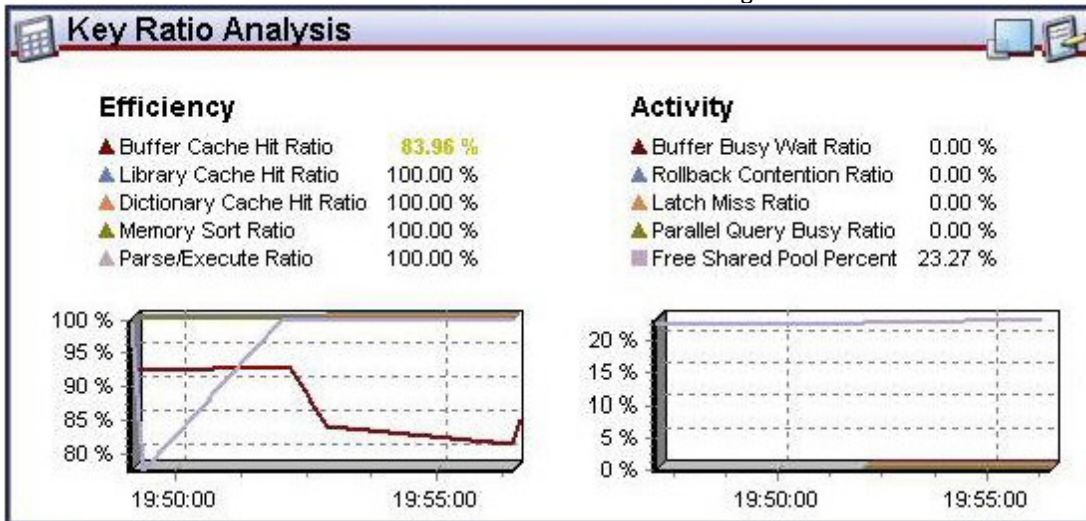 Key Ratio Analysis
Efficiency
Buffer Cache Hit Ratio 83.96 %
Library Cache Hit Ratio 100.00 %
Dictionary Cache Hit Ratio 100.00 %
Memory Sort Ratio 100.00 %
Parse/Execute Ratio 100.00 %
100 %
95 %
90 %
85 %
80 %
19:50:00 19:55:00
Activity
Buffer Busy Wait Ratio 0.00 %
Rollback Contention Ratio 0.00 %
Latch Miss Ratio 0.00 %
Parallel Query Busy Ratio 0.00 %
Free Shared Pool Percent 23.27 %
20 %
15 %
10 %
5 %
0 %
19:50:00 19:55:00